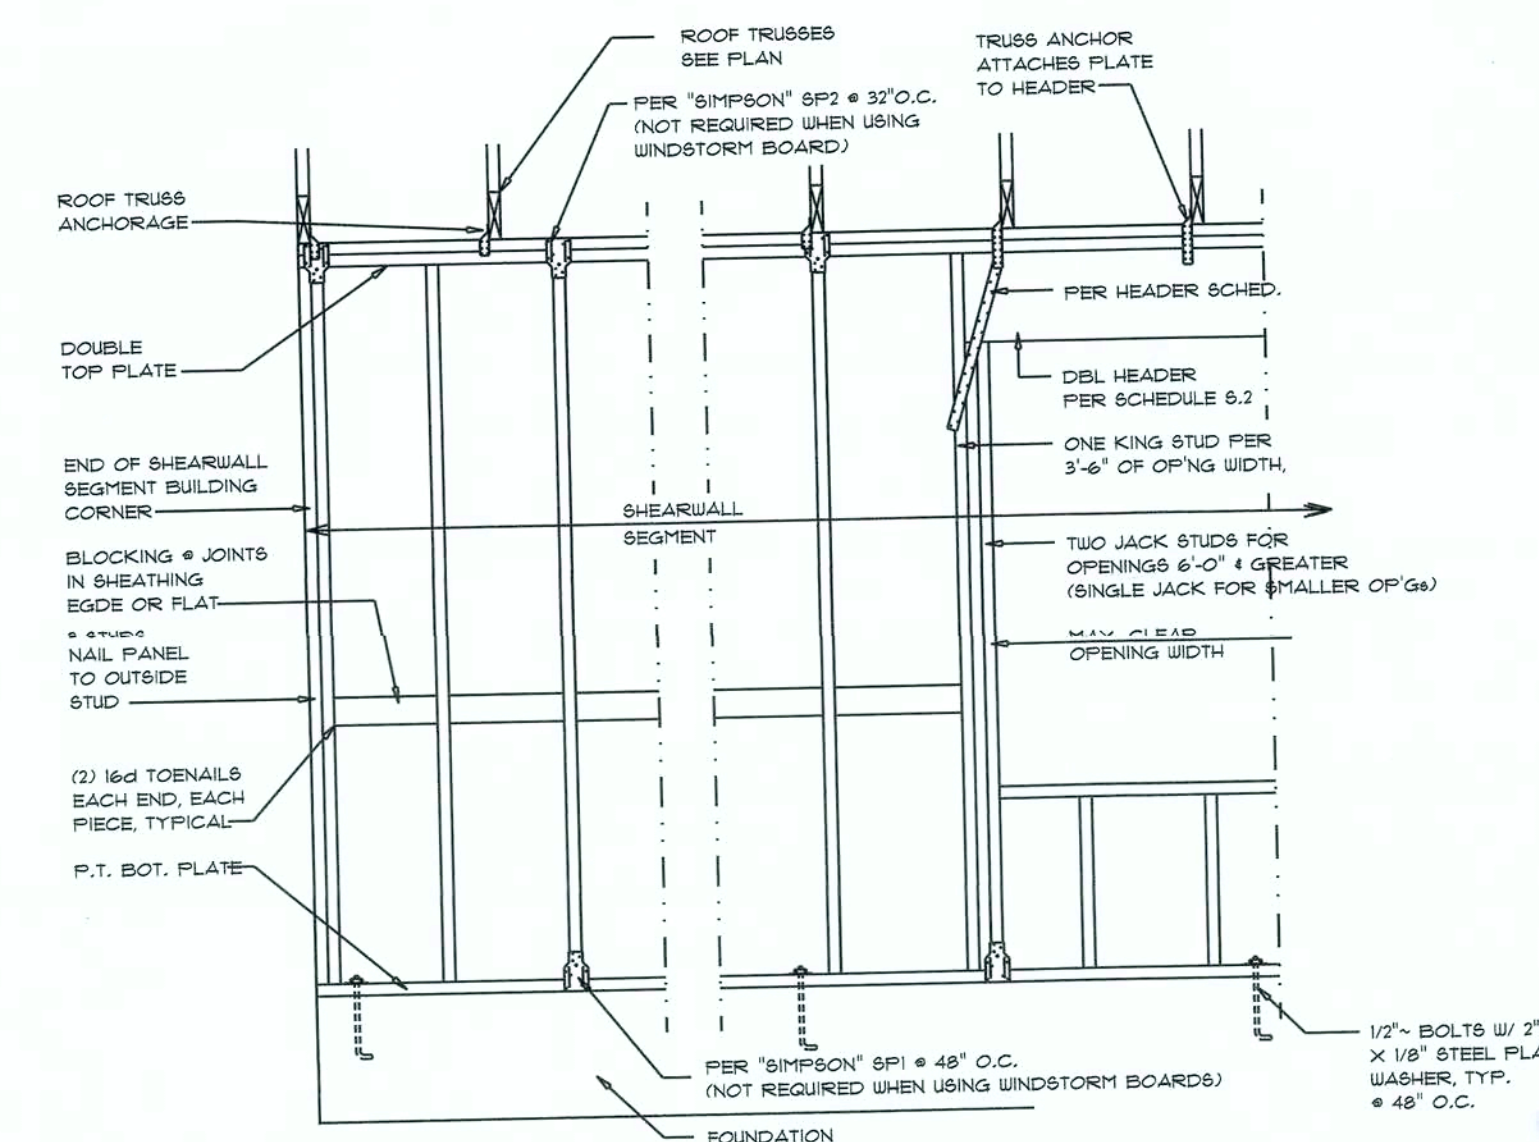 ROOF TRUSSES
SEE PLAN
TRUSS ANCHOR
ATTACHES PLATE
TO HEADER
PER "SIMPSON" SP2 @ 32"O.C.
(NOT REQUIRED WHEN USING
WINDSTORM BOARD)
ROOF TRUSS
ANCHORAGE
PER HEADER SCHED.
DOUBLE
TOP PLATE
DBL HEADER
PER SCHEDULE S.2
ONE KING STUD PER
3'-6" OF OP'NG WIDTH,
END OF SHEARWALL
SEGMENT BUILDING
CORNER
SHEARWALL
SEGMENT
TWO JACK STUDS FOR
OPENINGS 6'-0" & GREATER
(SINGLE JACK FOR SMALLER OP'Gs)
BLOCKING @ JOINTS
IN SHEATHING
EGDE OR FLAT
MAX. CLEAR
OPENING WIDTH
NAIL PANEL
TO OUTSIDE
STUD
(2) 16d TOENAILS
EACH END, EACH
PIECE, TYPICAL
P.T. BOT. PLATE
1/2"~ BOLTS W/ 2"
X 1/8" STEEL PLA
WASHER, TYP.
@ 48" O.C.
PER "SIMPSON" SP1 @ 48" O.C.
(NOT REQUIRED WHEN USING WINDSTORM BOARDS)
FOUNDATION